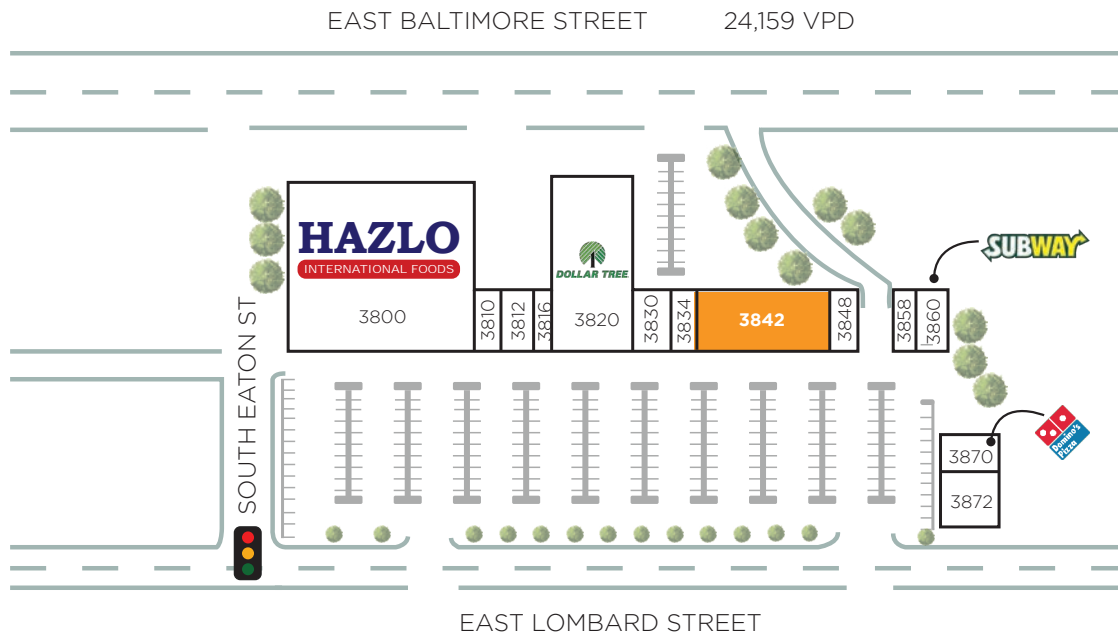 EAST BALTIMORE STREET 24,159 VPD
HAZLO
INTERNATIONAL FOODS
DOLLAR TREE
SUBWAY
3800
3810
3812
3816
3820
3830
3834
3842
3848
3858
3860
SOUTH EATON ST
Domino's
Pizza
3870
3872
EAST LOMBARD STREET